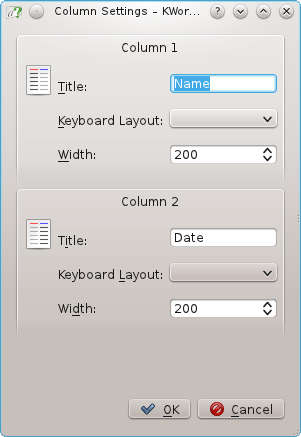 Column Settings – KWor...
Column 1
Title: Name
Keyboard Layout:
Width: 200
Column 2
Title: Date
Keyboard Layout:
Width: 200
OK Cancel